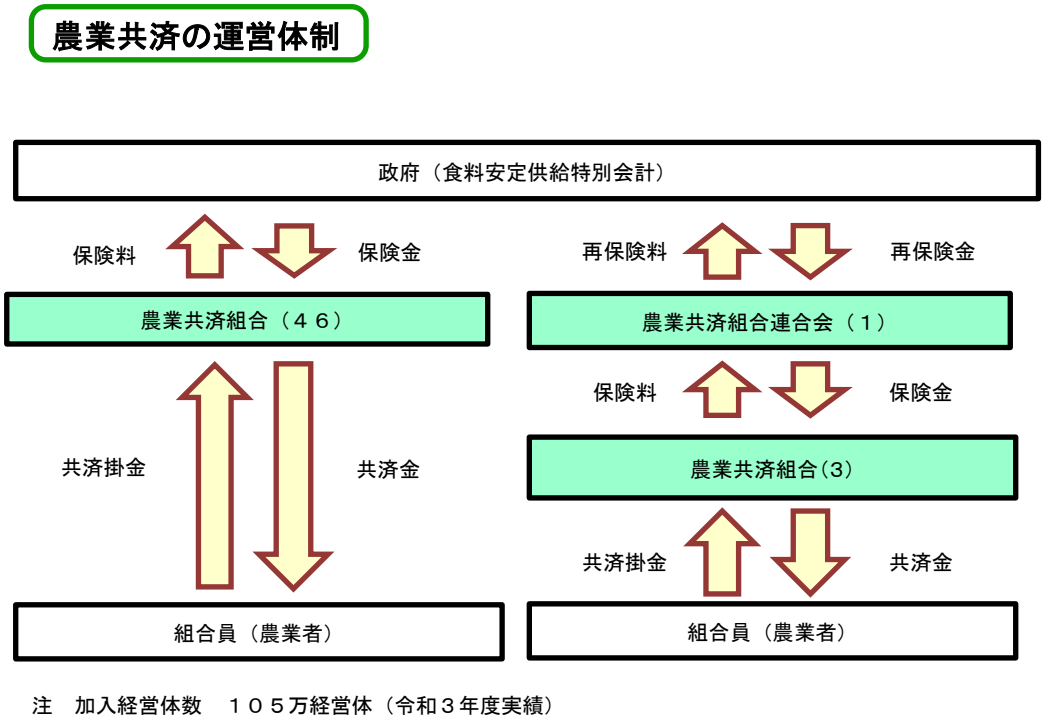 農業共済の運営体制
政府（食料安定供給特別会計）
保険料
保険金
再保険料
再保険金
農業共済組合（４６）
農業共済組合連合会（１）
保険料
保険金
共済掛金
共済金
農業共済組合(3)
共済掛金
共済金
組合員（農業者）
組合員（農業者）
注　加入経営体数　１０５万経営体（令和３年度実績）